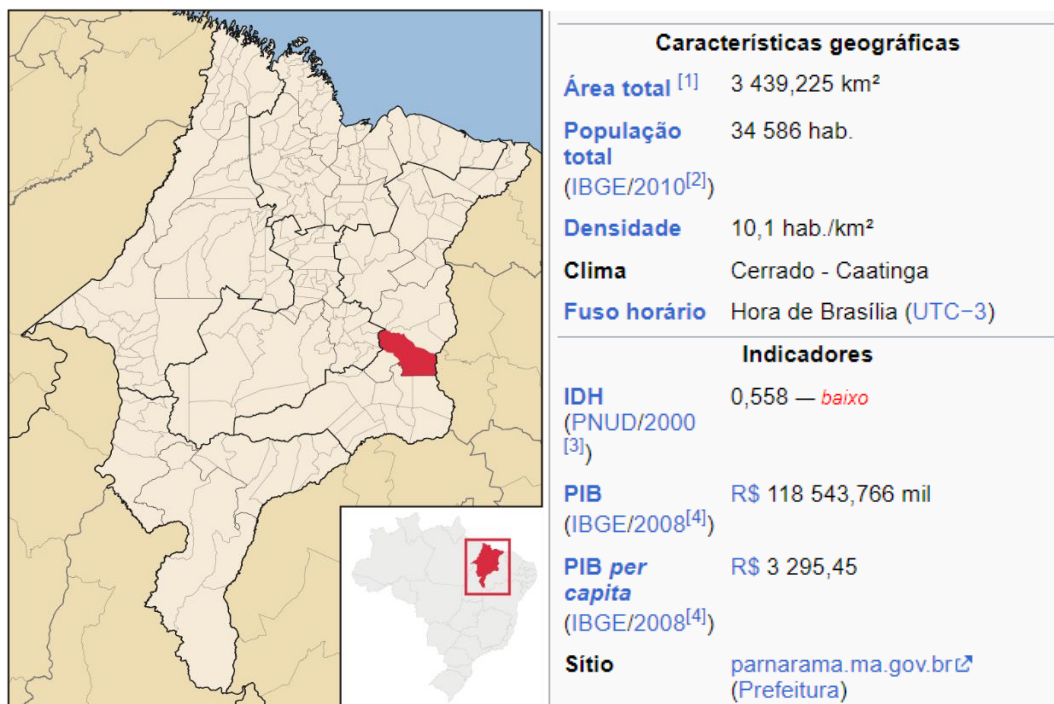 Características geográficas
Área total [1] 3 439,225 km²
População 34 586 hab.
total
(IBGE/2010[2])
Densidade 10,1 hab./km²
Clima Cerrado - Caatinga
Fuso horário Hora de Brasília (UTC−3)
Indicadores
IDH 0,558 — baixo
(PNUD/2000
[3])
PIB R$ 118 543,766 mil
(IBGE/2008[4])
PIB per R$ 3 295,45
capita
(IBGE/2008[4])
Sítio parnarama.ma.gov.br
(Prefeitura)